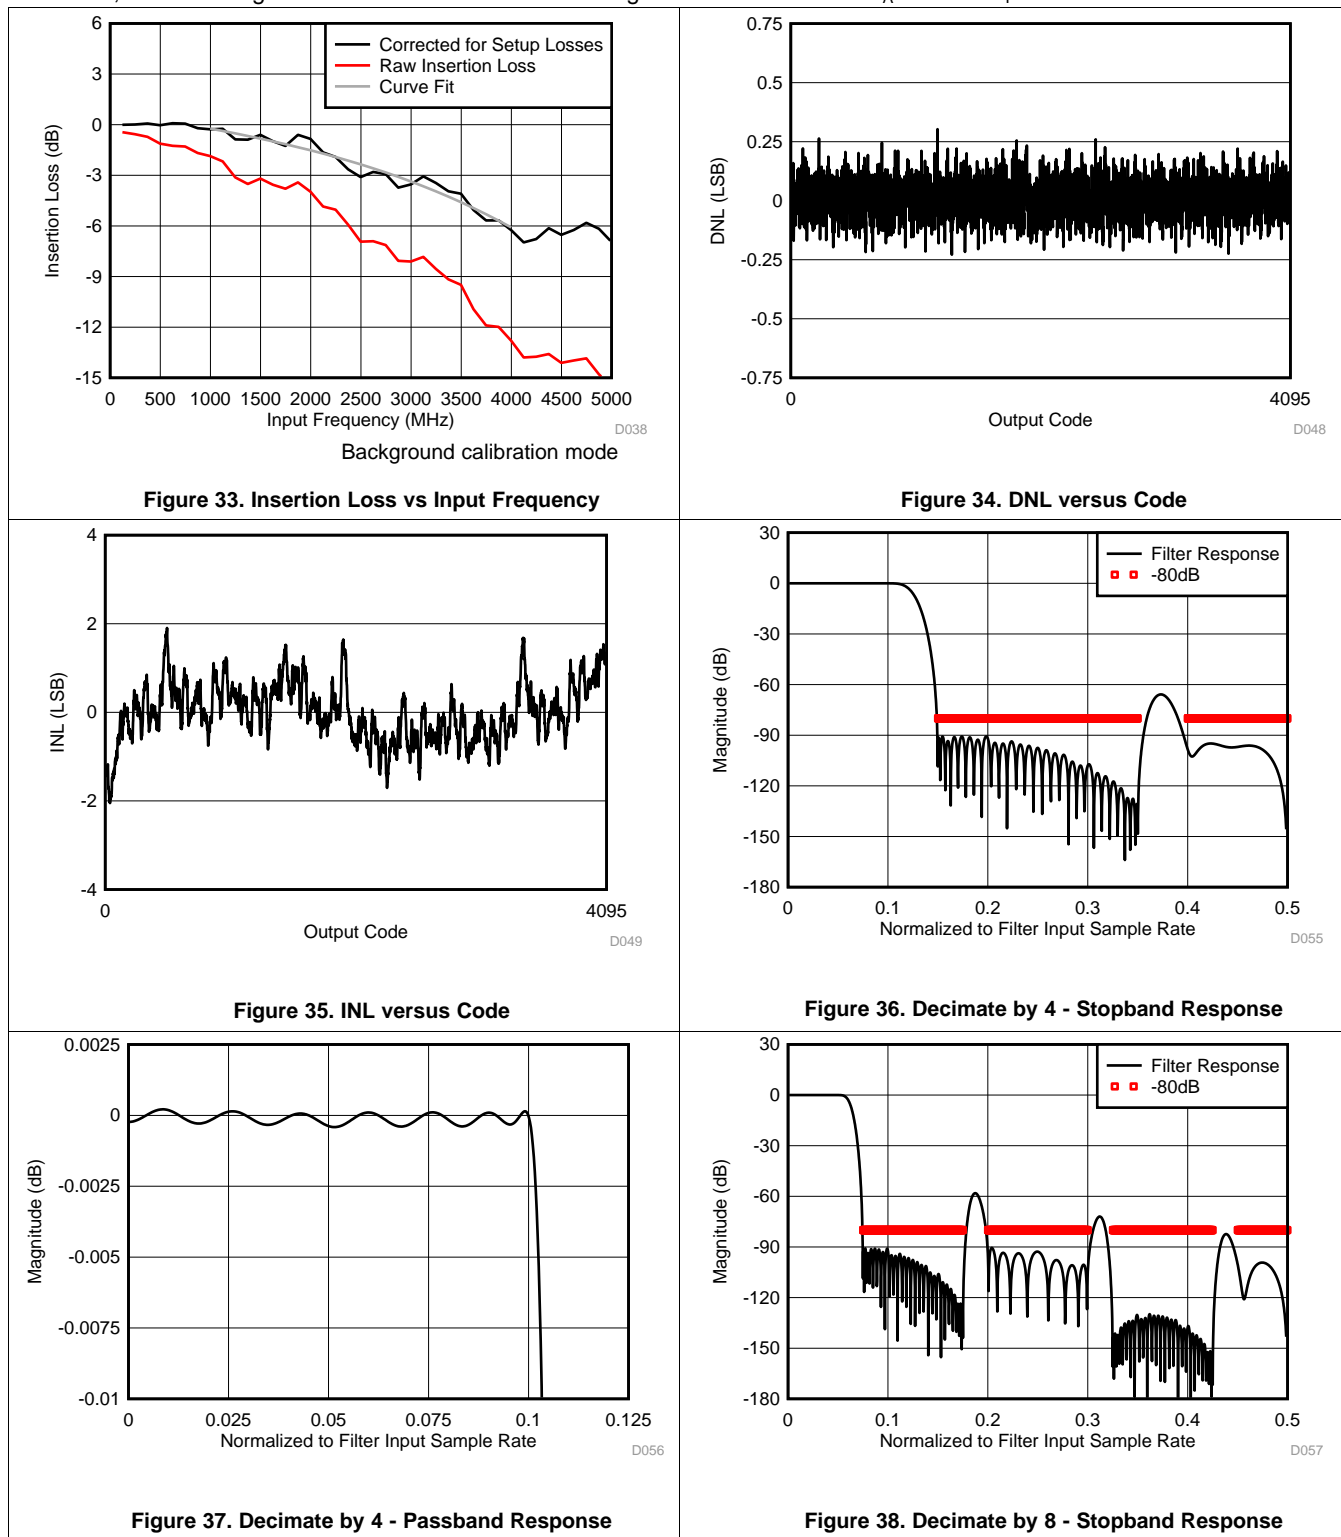 6
3
0
-3
-6
-9
-12
-15
Insertion Loss (dB)
Corrected for Setup Losses
Raw Insertion Loss
Curve Fit
0 500 1000 1500 2000 2500 3000 3500 4000 4500 5000
Input Frequency (MHz)
D038
Background calibration mode
Figure 33. Insertion Loss vs Input Frequency
0.75
0.5
0.25
0
-0.25
-0.5
-0.75
DNL (LSB)
0 4095
Output Code
D048
Figure 34. DNL versus Code
4
2
0
-2
-4
INL (LSB)
0 4095
Output Code
D049
Figure 35. INL versus Code
30
0
-30
-60
-90
-120
-150
-180
Magnitude (dB)
Filter Response
-80dB
0 0.1 0.2 0.3 0.4 0.5
Normalized to Filter Input Sample Rate
D055
Figure 36. Decimate by 4 - Stopband Response
0.0025
0
-0.0025
-0.005
-0.0075
-0.01
Magnitude (dB)
0 0.025 0.05 0.075 0.1 0.125
Normalized to Filter Input Sample Rate
D056
Figure 37. Decimate by 4 - Passband Response
30
0
-30
-60
-90
-120
-150
-180
Magnitude (dB)
Filter Response
-80dB
0 0.1 0.2 0.3 0.4 0.5
Normalized to Filter Input Sample Rate
D057
Figure 38. Decimate by 8 - Stopband Response